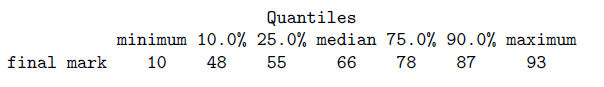 Quantiles
minimum 10.0% 25.0% median 75.0% 90.0% maximum
final mark 10 48 55 66 78 87 93